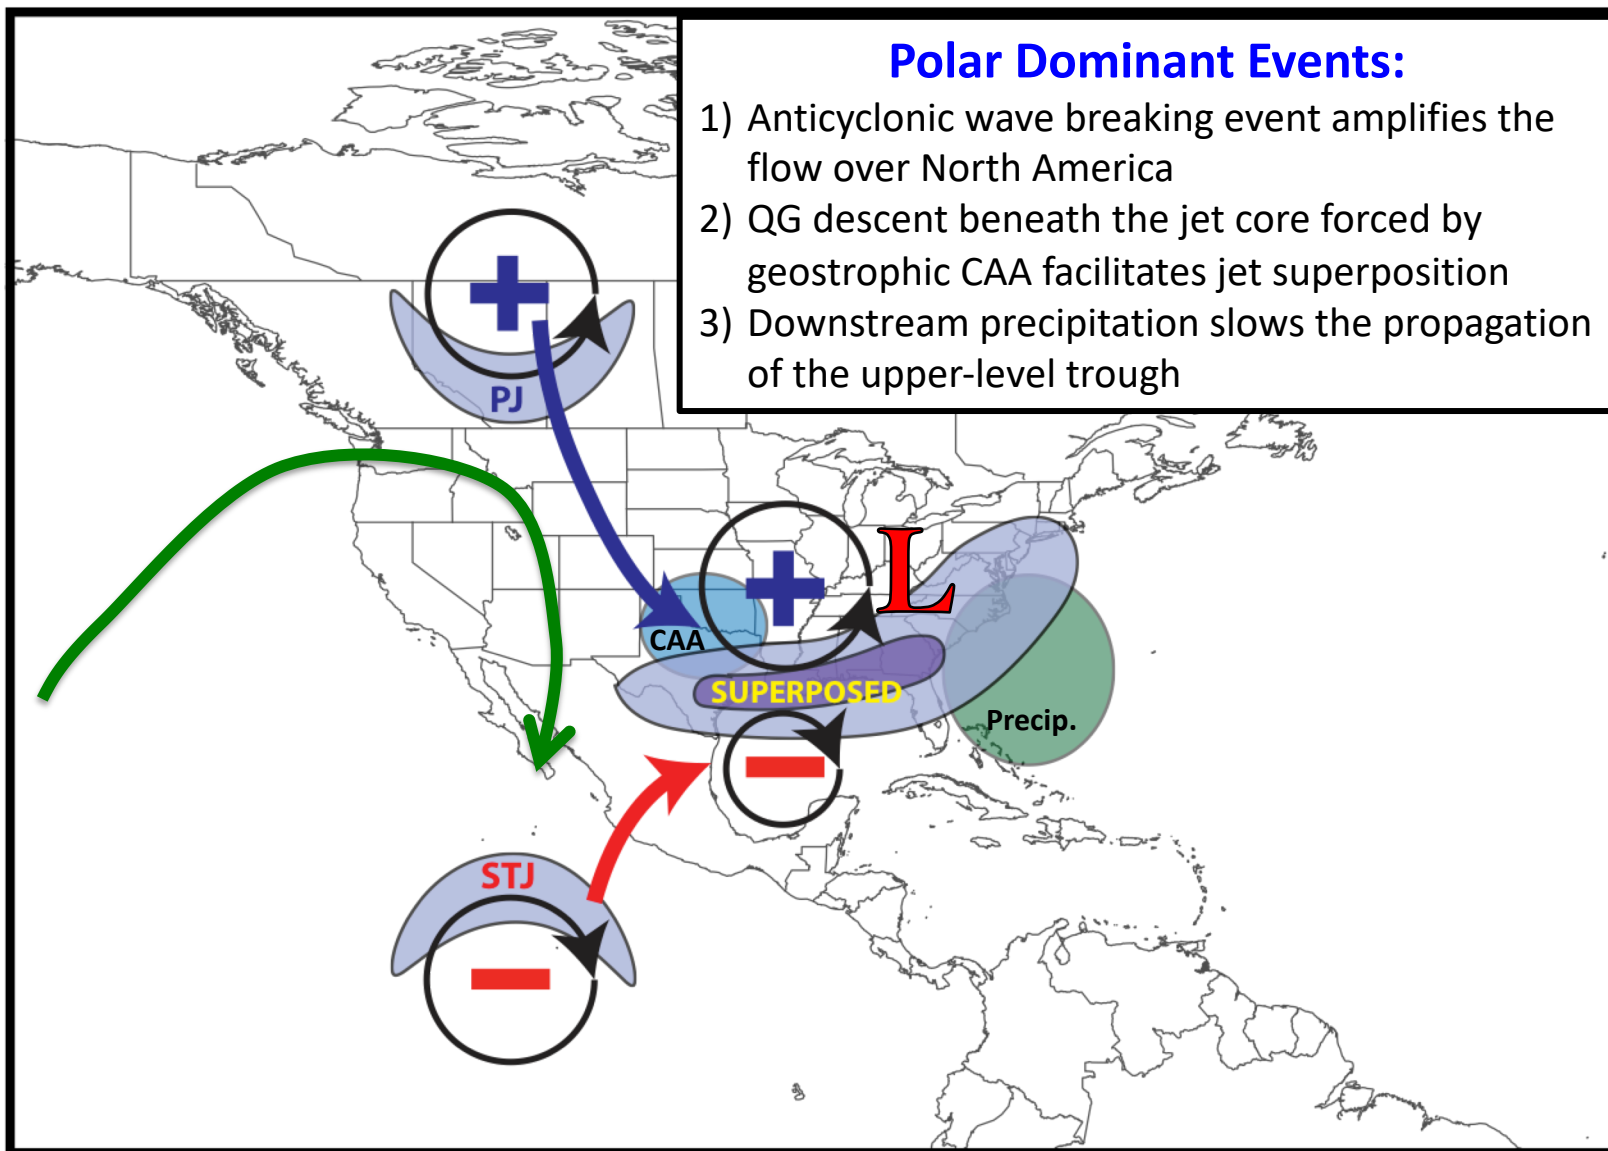 Polar Dominant Events:
1) Anticyclonic wave breaking event amplifies the
flow over North America
2) QG descent beneath the jet core forced by
geostrophic CAA facilitates jet superposition
3) Downstream precipitation slows the propagation
of the upper-level trough
PJ
L
CAA
SUPERPOSED
Precip.
STJ